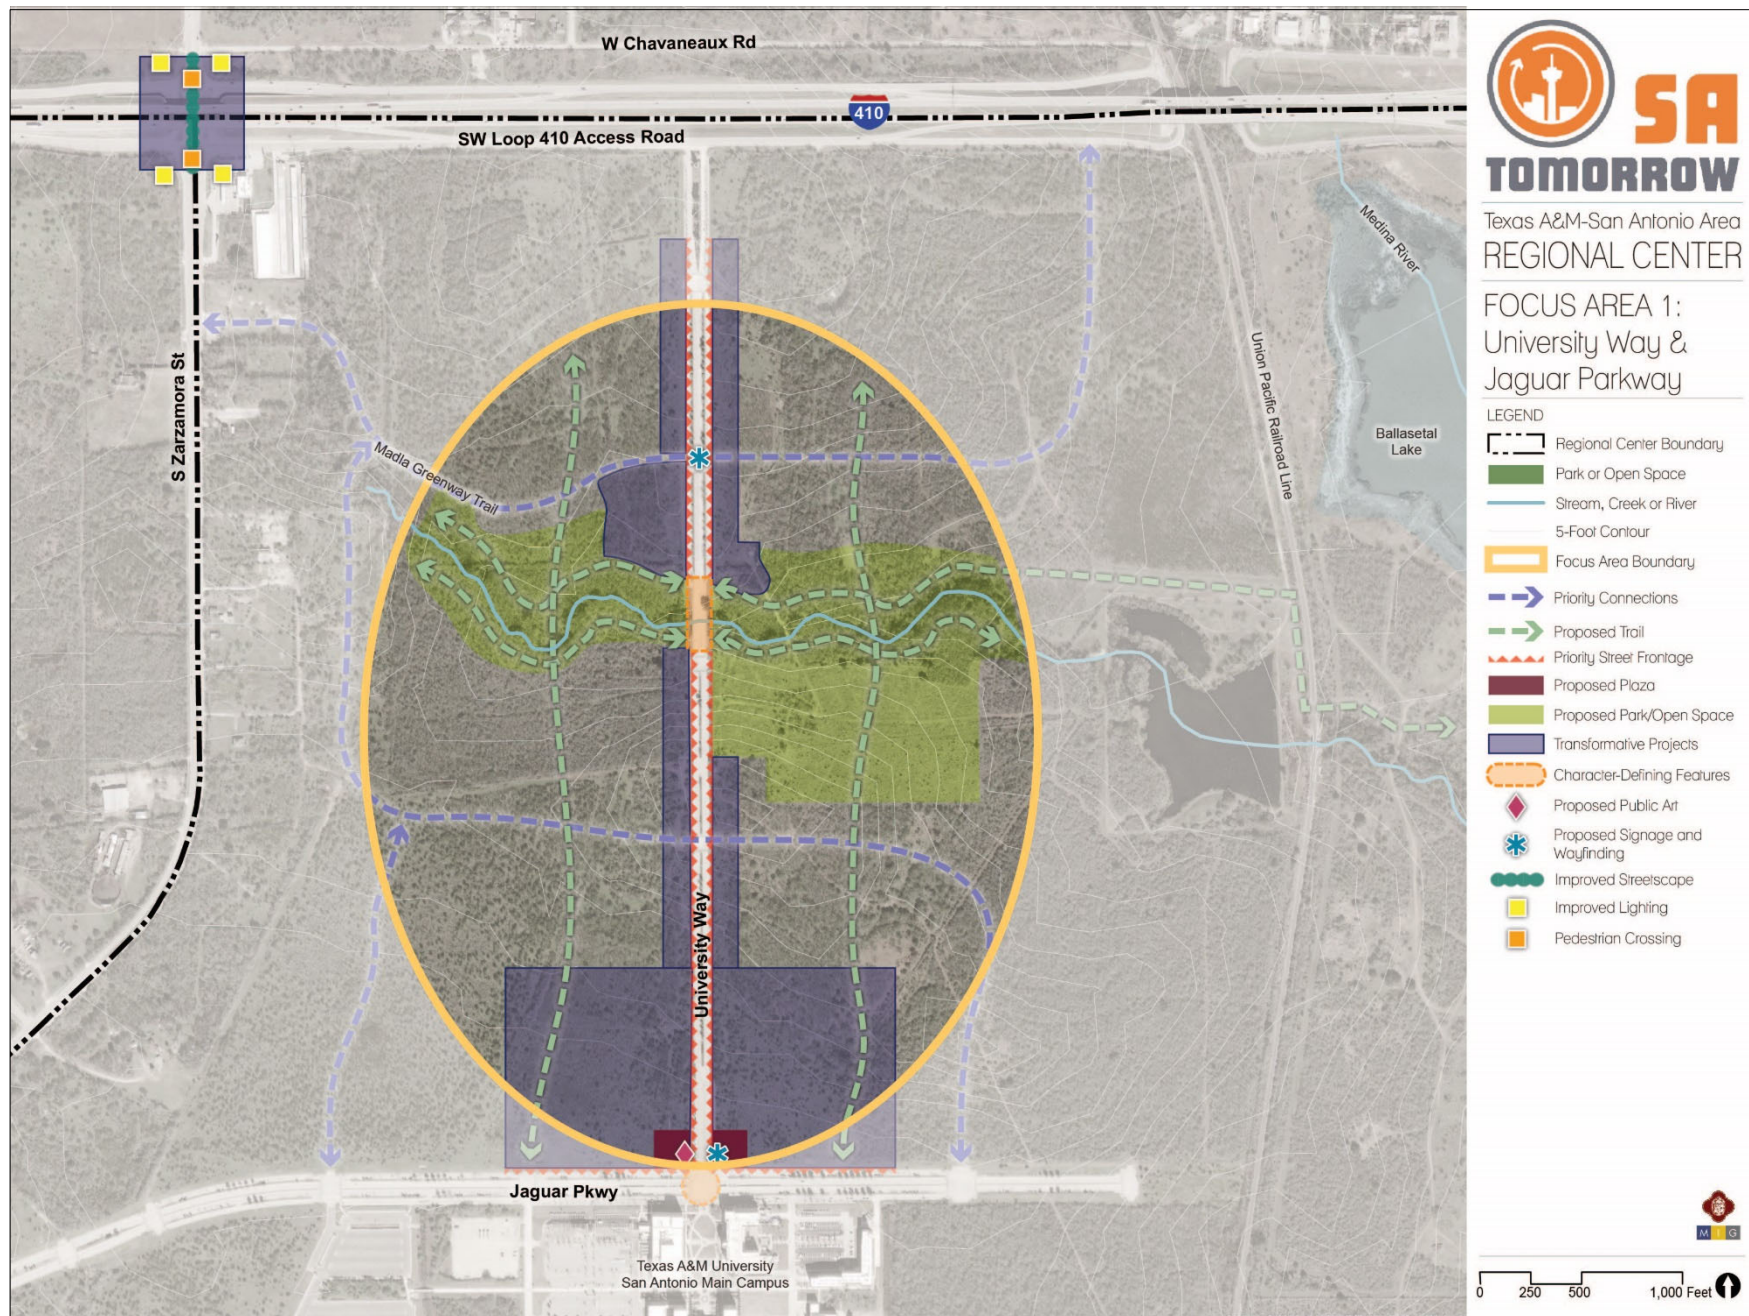 W Chavaneaux Rd
410
SW Loop 410 Access Road
S Zarzamora St
Madla Greenway Trail
Union Pacific Railroad Line
Medina River
Ballasetal
Lake
University Way
Jaguar Pkwy
Texas A&M University
San Antonio Main Campus
SA
TOMORROW
Texas A&M-San Antonio Area
REGIONAL CENTER
FOCUS AREA 1:
University Way &
Jaguar Parkway
LEGEND
Regional Center Boundary
Park or Open Space
Stream, Creek or River
5-Foot Contour
Focus Area Boundary
Priority Connections
Proposed Trail
Priority Street Frontage
Proposed Plaza
Proposed Park/Open Space
Transformative Projects
Character-Defining Features
Proposed Public Art
Proposed Signage and
Wayfinding
Improved Streetscape
Improved Lighting
Pedestrian Crossing
M I G
0 250 500 1,000 Feet